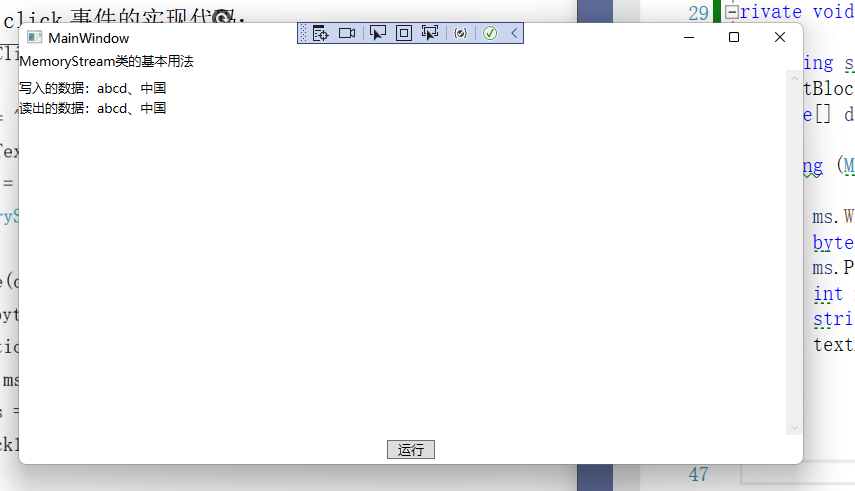 click 事件的实现代码：
29
rivate void
MainWindow
MemoryStream类的基本用法
写入的数据：abcd、中国
读出的数据：abcd、中国
ing s
tBlock
e[] d
ng (M
ms.W
byte
ms.P
int
stri
text
运行
47